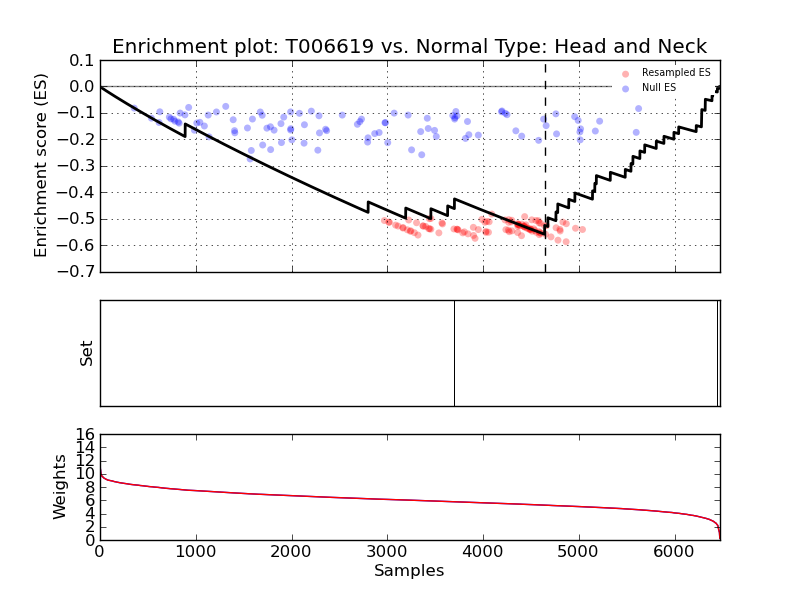 Enrichment plot: T006619 vs. Normal Type: Head and Neck
Enrichment score (ES)
0.1
0.0
−0.1
−0.2
−0.3
−0.4
−0.5
−0.6
−0.7
Resampled ES
Null ES
Set
Weights
16
14
12
10
8
6
4
2
0
0 1000 2000 3000 4000 5000 6000
Samples